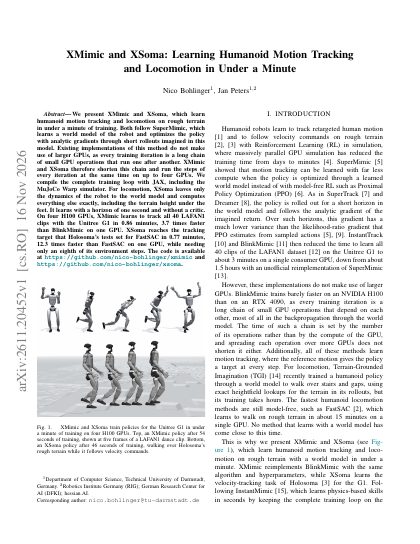 XMimic and XSoma: Learning Humanoid Motion Tracking
and Locomotion in Under a Minute
Nico Bohlinger1, Jan Peters1,2
arXiv:2611.20452v1 [cs.RO] 16 Nov 2026
Abstract—We present XMimic and XSoma, which learn
humanoid motion tracking and locomotion on rough terrain
in under a minute of training. Both follow SuperMimic, which
learns a world model of the robot and optimizes the policy
with analytic gradients through short rollouts imagined in this
model. Existing implementations of this method do not make
use of larger GPUs, as every training iteration is a long chain
of small GPU operations that run one after another. XMimic
and XSoma therefore shorten this chain and run the steps of
every iteration at the same time on up to four GPUs. We
compile the complete training loop with JAX, including the
MuJoCo Warp simulator. For locomotion, XSoma leaves only
the dynamics of the robot to the world model and computes
everything else exactly, including the terrain height under the
feet. It learns with a horizon of one second and without a critic.
On four H100 GPUs, XMimic learns to track all 40 LAFAN1
clips with the Unitree G1 in 0.86 minutes, 3.7 times faster
than BlinkMimic on one GPU. XSoma reaches the tracking
target that Holosoma's tests set for FastSAC in 0.77 minutes,
12.3 times faster than FastSAC on one GPU, while needing
only an eighth of its environment steps. The code is available
at https://github.com/nico-bohlinger/xmimic and
https://github.com/nico-bohlinger/xsoma.
Fig. 1. XMimic and XSoma train policies for the Unitree G1 in under
a minute of training on four H100 GPUs. Top, an XMimic policy after 54
seconds of training, shown at five frames of a LAFAN1 dance clip. Bottom,
an XSoma policy after 46 seconds of training, walking over Holosoma's
rough terrain while it follows velocity commands.
1Department of Computer Science, Technical University of Darmstadt,
Germany. 2Robotics Institute Germany (RIG); German Research Center for
AI (DFKI); hessian.AI
Corresponding author nico.bohlinger@tu-darmstadt.de
I. INTRODUCTION
Humanoid robots learn to track retargeted human motion
[1] and to follow velocity commands on rough terrain
[2], [3] with Reinforcement Learning (RL) in simulation,
where massively parallel GPU simulation has reduced the
training time from days to minutes [4]. SuperMimic [5]
showed that motion tracking can be learned with far less
compute when the policy is optimized through a learned
world model instead of with model-free RL such as Proximal
Policy Optimization (PPO) [6]. As in SuperTrack [7] and
Dreamer [8], the policy is rolled out for a short horizon in
the world model and follows the analytic gradient of the
imagined return. Over such horizons, this gradient has a
much lower variance than the likelihood-ratio gradient that
PPO estimates from sampled actions [5], [9]. InstantTrack
[10] and BlinkMimic [11] then reduced the time to learn all
40 clips of the LAFAN1 dataset [12] on the Unitree G1 to
about 3 minutes on a single consumer GPU, down from about
1.5 hours with an unofficial reimplementation of SuperMimic
[13].
However, these implementations do not make use of larger
GPUs. BlinkMimic trains barely faster on an NVIDIA H100
than on an RTX 4090, as every training iteration is a
long chain of small GPU operations that depend on each
other, most of all in the backpropagation through the world
model. The time of such a chain is set by the number
of its operations rather than by the compute of the GPU,
and spreading each operation over more GPUs does not
shorten it either. Additionally, all of these methods learn
motion tracking, where the reference motion gives the policy
a target at every step. For locomotion, Terrain-Grounded
Imagination (TGI) [14] recently trained a humanoid policy
through a world model to walk over stairs and gaps, using
exact heightfield lookups for the terrain in its rollouts, but
its training takes hours. The fastest humanoid locomotion
methods are still model-free, such as FastSAC [2], which
learns to walk on rough terrain in about 15 minutes on a
single GPU. No method that learns with a world model has
come close to this time.
This is why we present XMimic and XSoma (see Fig-
ure 1), which learn humanoid motion tracking and loco-
motion on rough terrain with a world model in under a
minute. XMimic reimplements BlinkMimic with the same
algorithm and hyperparameters, while XSoma learns the
velocity-tracking task of Holosoma [3] for the G1. Fol-
lowing InstantMimic [15], which learns physics-based skills
in seconds by keeping the complete training loop on the